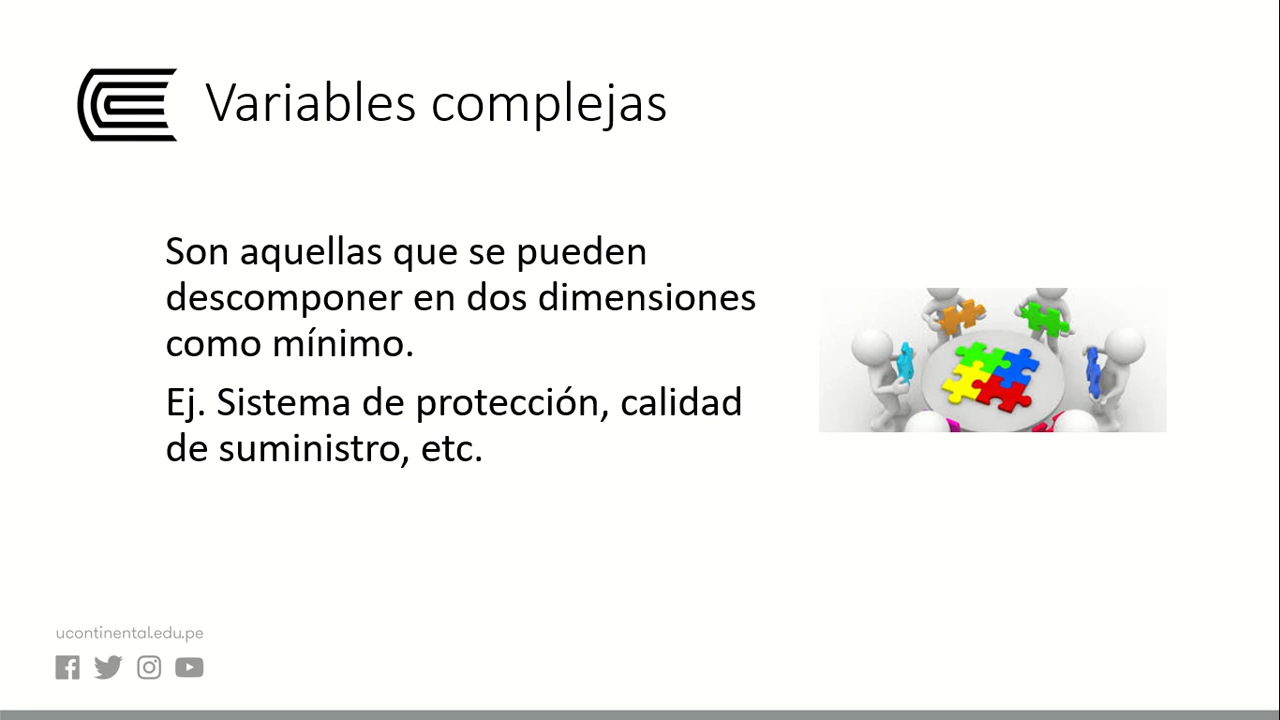 Variables complejas
Son aquellas que se pueden
descomponer en dos dimensiones
como mínimo.
Ej. Sistema de protección, calidad
de suministro, etc.
ucontinental.edu.pe